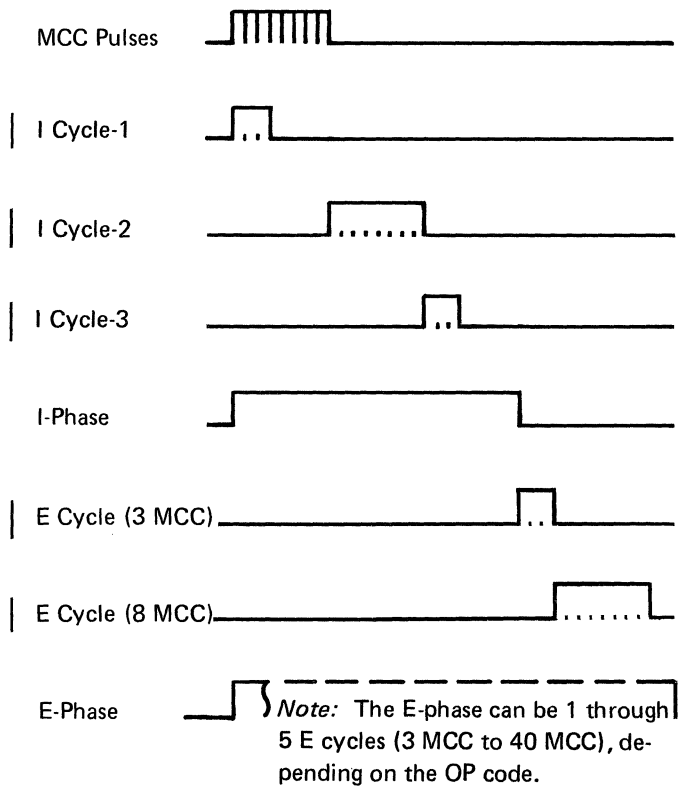 MCC Pulses
I Cycle-1
I Cycle-2
I Cycle-3
I-Phase
E Cycle (3 MCC)
E Cycle (8 MCC)
E-Phase
Note: The E-phase can be 1 through
5 E cycles (3 MCC to 40 MCC), de-
pending on the OP code.